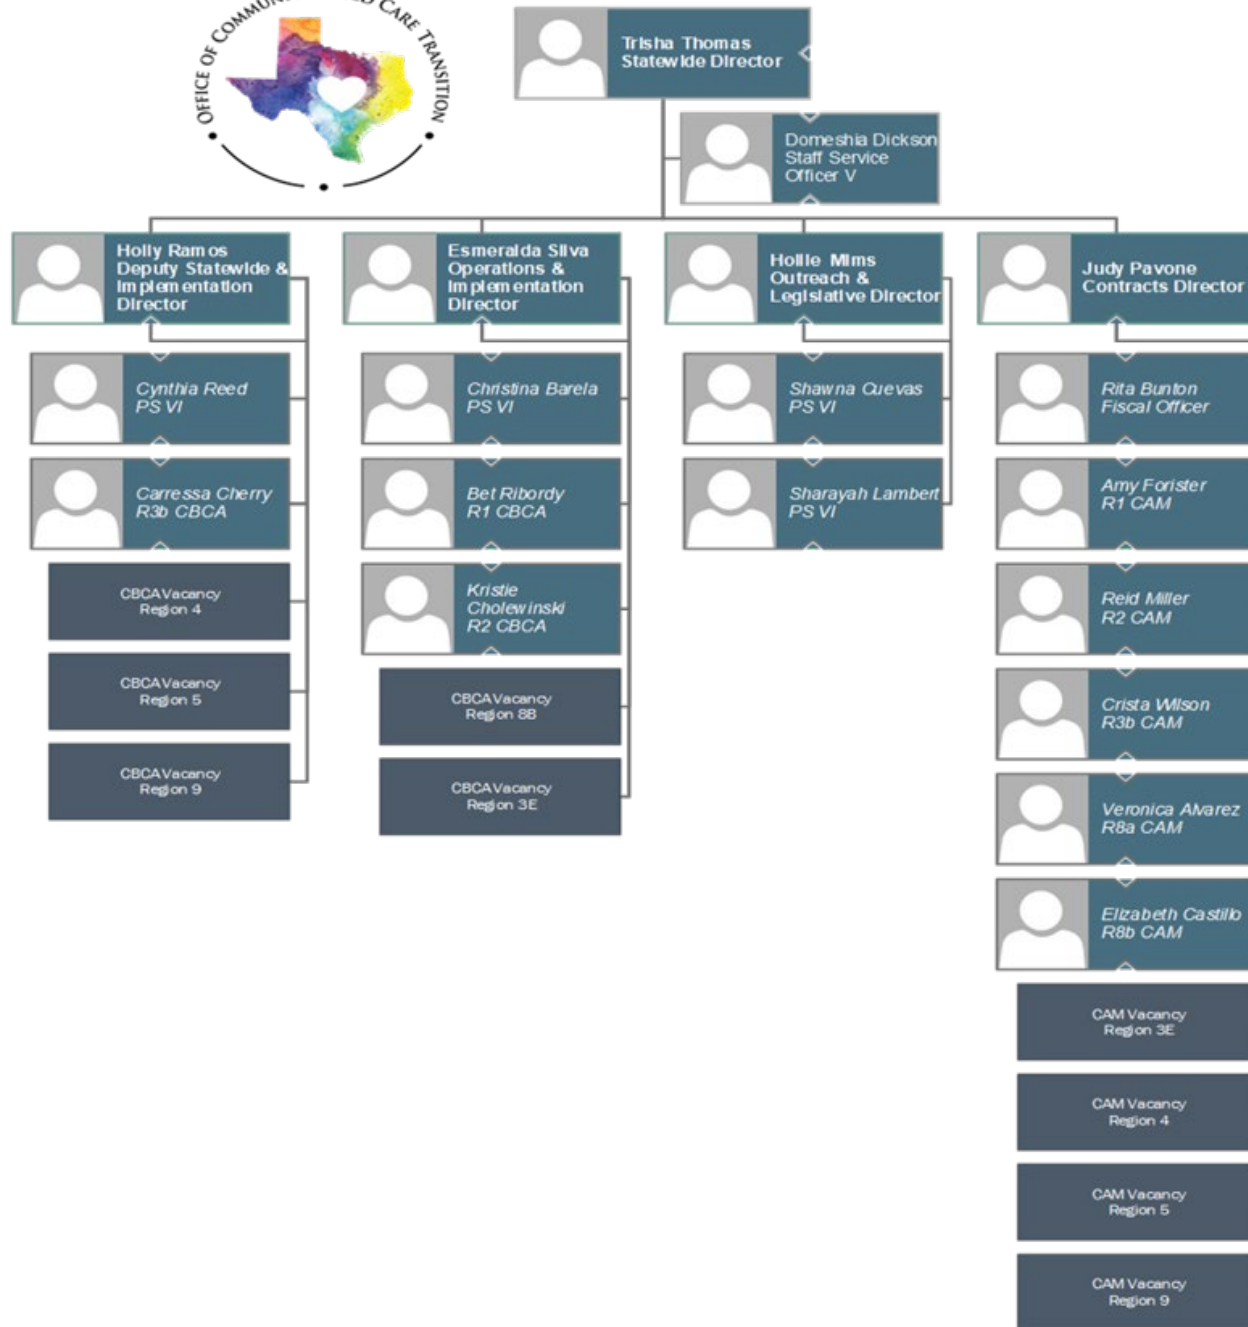 OFFICE OF COMMUN
CARE TRANSITION
Trisha Thomas
Statewide Director
Domeshia Dickson
Staff Service
Officer V
Holly Ramos
Deputy Statewide &
Implementation
Director
Cynthia Reed
PS VI
Carressa Cherry
R3b CBCA
CBCA Vacancy
Region 4
CBCA Vacancy
Region 5
CBCA Vacancy
Region 9
Esmeralda Silva
Operations &
Implementation
Director
Christina Barela
PS VI
Bet Ribordy
R1 CBCA
Kristie
Cholewinski
R2 CBCA
CBCA Vacancy
Region 8B
CBCA Vacancy
Region 3E
Hollie Mims
Outreach &
Legislative Director
Shawna Cuevas
PS VI
Sharayah Lambert
PS VI
Judy Pavone
Contracts Director
Rita Bunton
Fiscal Officer
Amy Forister
R1 CAM
Reid Miller
R2 CAM
Crista Wilson
R3b CAM
Veronica Alvarez
R8a CAM
Elizabeth Castillo
R8b CAM
CAM Vacancy
Region 3E
CAM Vacancy
Region 4
CAM Vacancy
Region 5
CAM Vacancy
Region 9